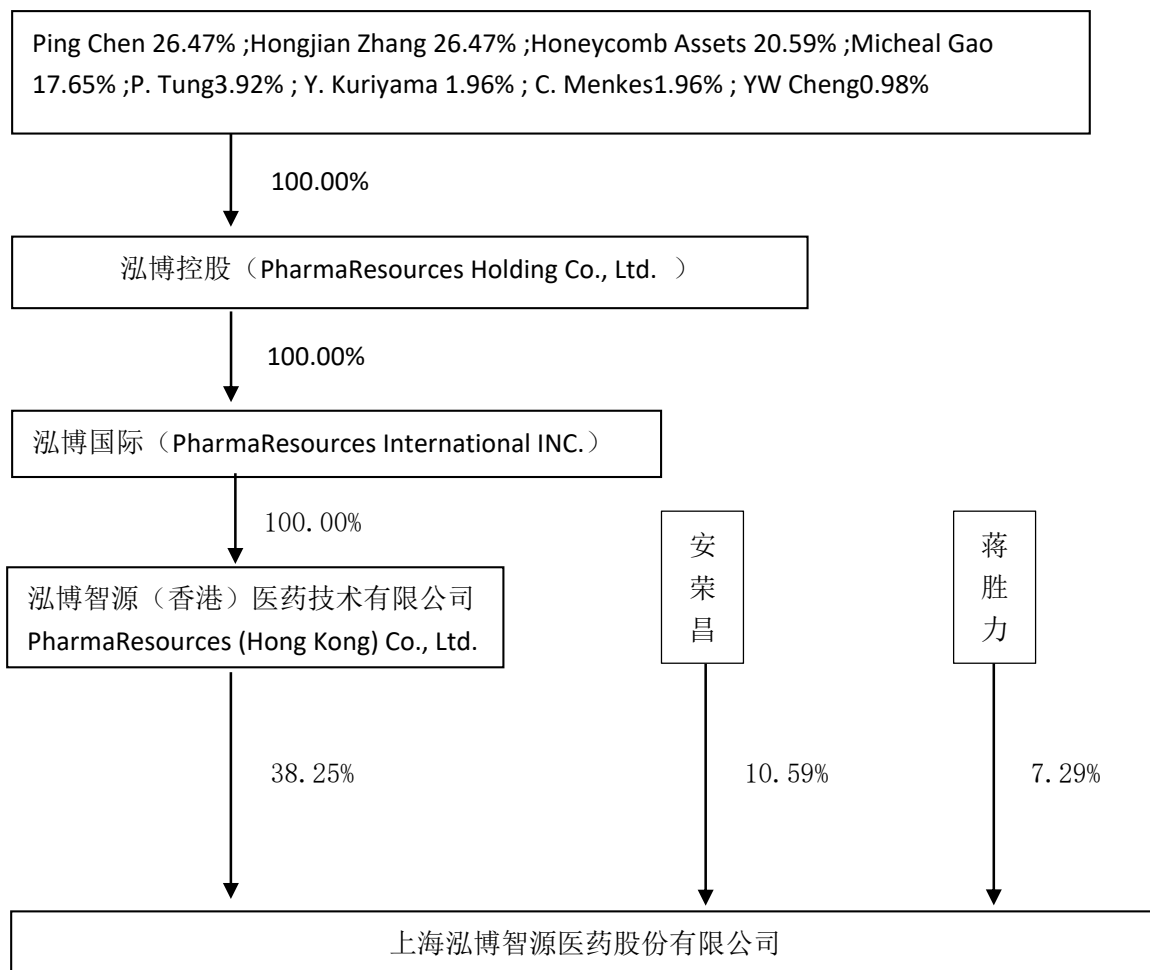 Ping Chen 26.47% ;Hongjian Zhang 26.47% ;Honeycomb Assets 20.59% ;Micheal Gao
17.65% ;P. Tung3.92% ; Y. Kuriyama 1.96% ; C. Menkes1.96% ; YW Cheng0.98%
100.00%
泓博控股（PharmaResources Holding Co., Ltd. ）
100.00%
泓博国际（PharmaResources International INC.）
100.00%
泓博智源（香港）医药技术有限公司
PharmaResources (Hong Kong) Co., Ltd.
安
荣
昌
蒋
胜
力
38.25%
10.59%
7.29%
上海泓博智源医药股份有限公司